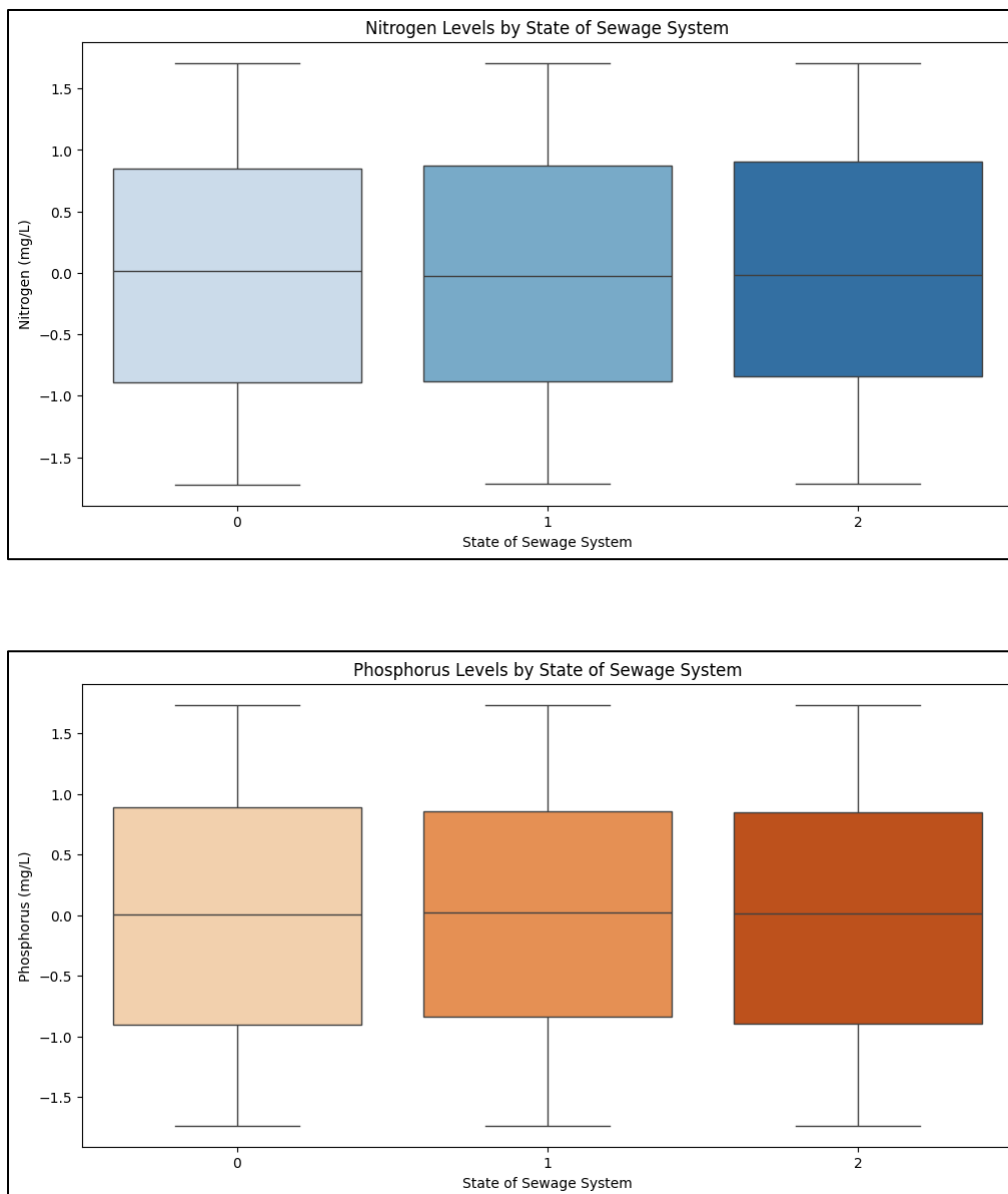 Nitrogen Levels by State of Sewage System
1.5
1.0
0.5
0.0
−0.5
−1.0
−1.5
Nitrogen (mg/L)
0 1 2
State of Sewage System
Phosphorus Levels by State of Sewage System
1.5
1.0
0.5
0.0
−0.5
−1.0
−1.5
Phosphorus (mg/L)
0 1 2
State of Sewage System